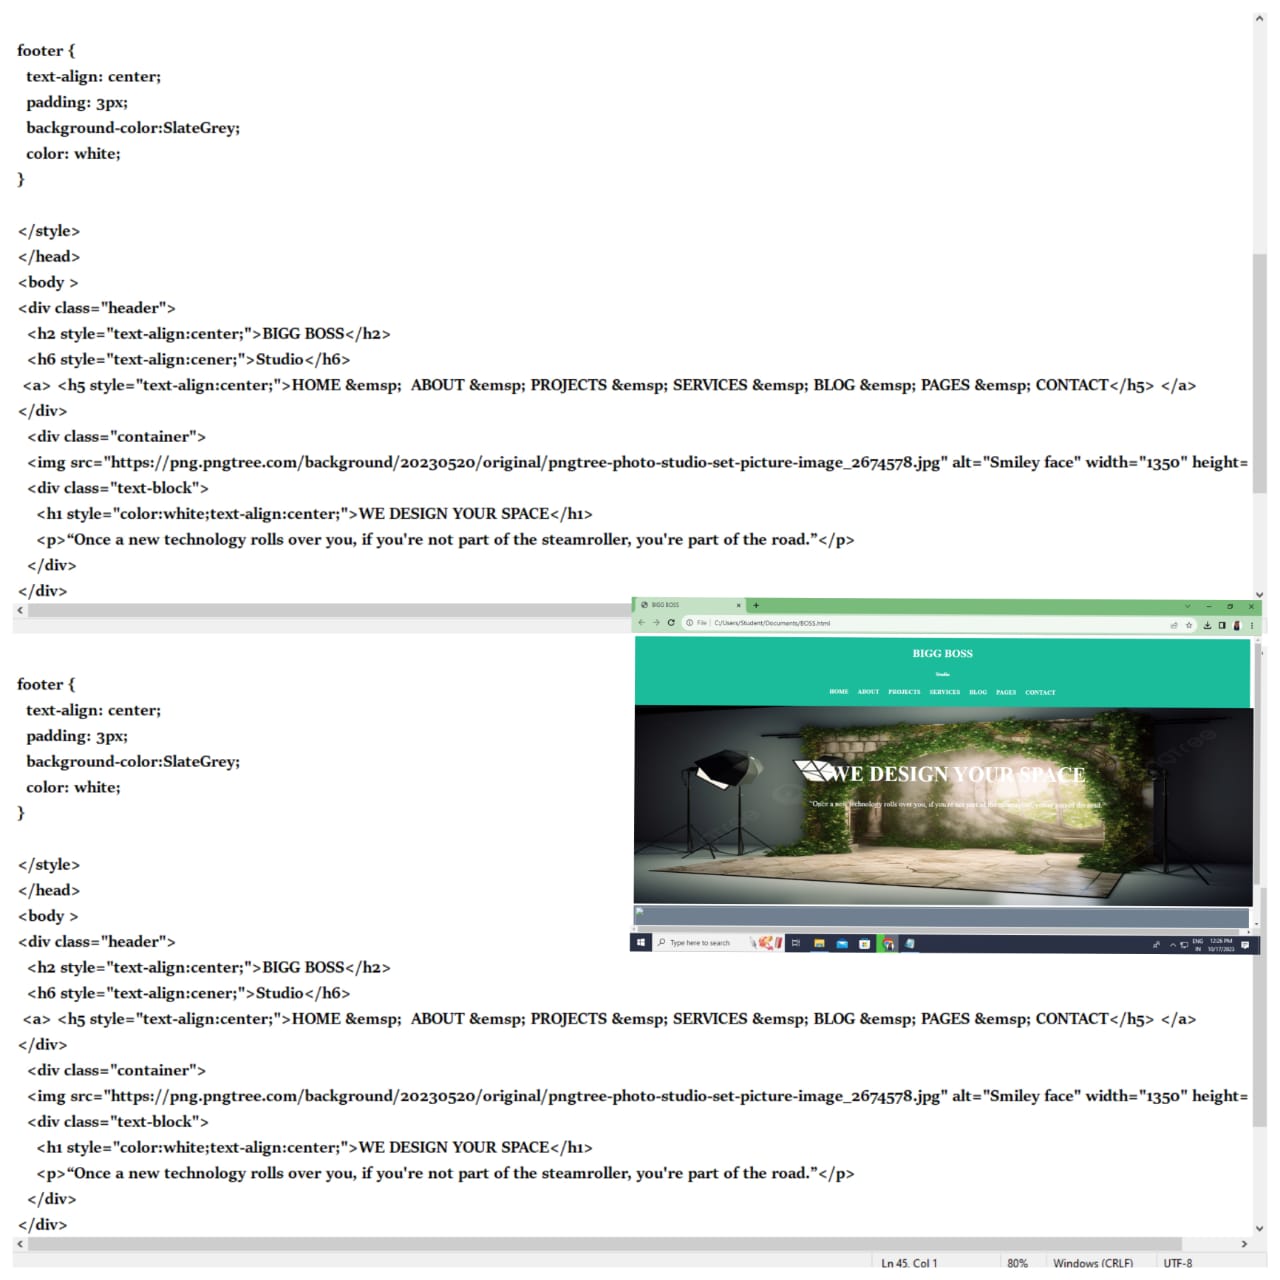 footer {
text-align: center;
padding: 3px;
background-color:SlateGrey;
color: white;
}
</style>
</head>
<body >
<div class="header">
<h2 style="text-align:center;">BIGG BOSS</h2>
<h6 style="text-align:cener;">Studio</h6>
<a> <h5 style="text-align:center;">HOME &emsp;  ABOUT &emsp; PROJECTS &emsp; SERVICES &emsp; BLOG &emsp; PAGES &emsp; CONTACT</h5> </a>
</div>
<div class="container">
<img src="https://png.pngtree.com/background/20230520/original/pngtree-photo-studio-set-picture-image_2674578.jpg" alt="Smiley face" width="1350" height=
<div class="text-block">
<h1 style="color:white;text-align:center;">WE DESIGN YOUR SPACE</h1>
<p>“Once a new technology rolls over you, if you're not part of the steamroller, you're part of the road.”</p>
</div>
</div>
BIGG BOSS
File | C:/Users/Student/Documents/BOSS.html
BIGG BOSS
Studio
HOME ABOUT PROJECTS SERVICES BLOG PAGES CONTACT
WE DESIGN YOUR SPACE
"Once a new technology rolls over you, if you're not part of the steamroller, you're part of the road."
Type here to search
ENG 12:26 PM
IN 10/17/2023
footer {
text-align: center;
padding: 3px;
background-color:SlateGrey;
color: white;
}
</style>
</head>
<body >
<div class="header">
<h2 style="text-align:center;">BIGG BOSS</h2>
<h6 style="text-align:cener;">Studio</h6>
<a> <h5 style="text-align:center;">HOME &emsp;  ABOUT &emsp; PROJECTS &emsp; SERVICES &emsp; BLOG &emsp; PAGES &emsp; CONTACT</h5> </a>
</div>
<div class="container">
<img src="https://png.pngtree.com/background/20230520/original/pngtree-photo-studio-set-picture-image_2674578.jpg" alt="Smiley face" width="1350" height=
<div class="text-block">
<h1 style="color:white;text-align:center;">WE DESIGN YOUR SPACE</h1>
<p>“Once a new technology rolls over you, if you're not part of the steamroller, you're part of the road.”</p>
</div>
</div>
Ln 45, Col 1 80% Windows (CRLF) UTF-8